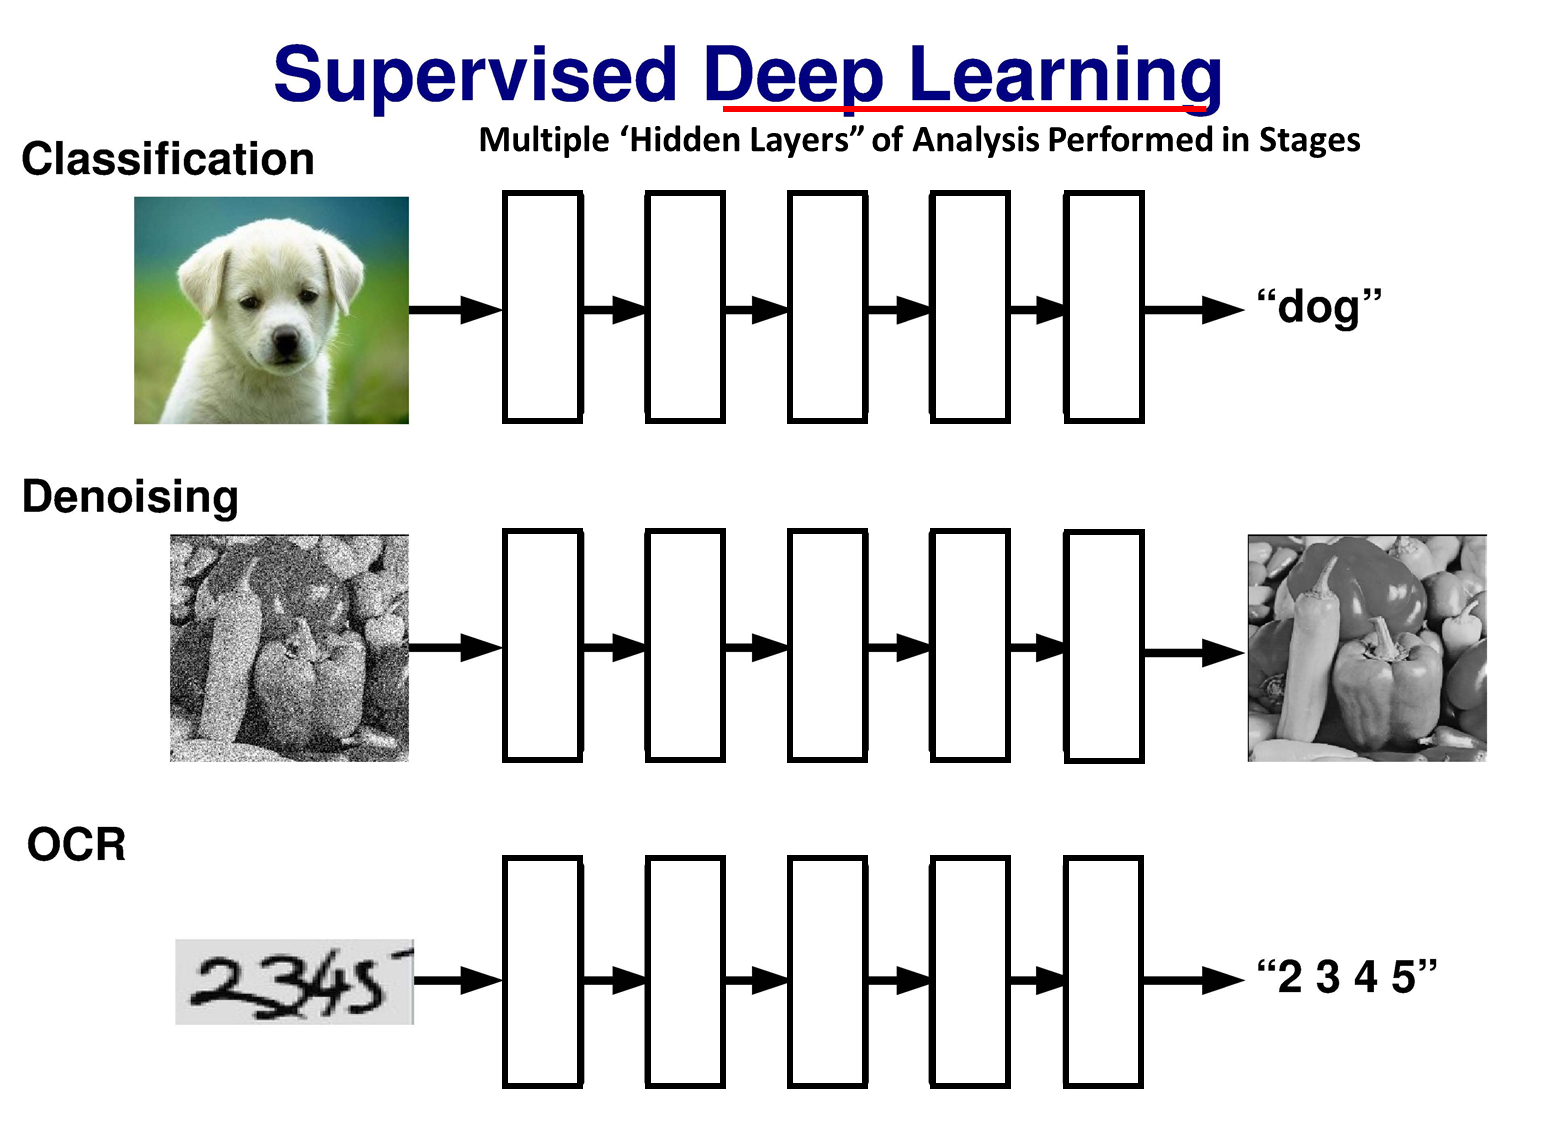 Supervised Deep Learning
Multiple ‘Hidden Layers” of Analysis Performed in Stages
Classification
“dog”
Denoising
OCR
2345
“2 3 4 5”